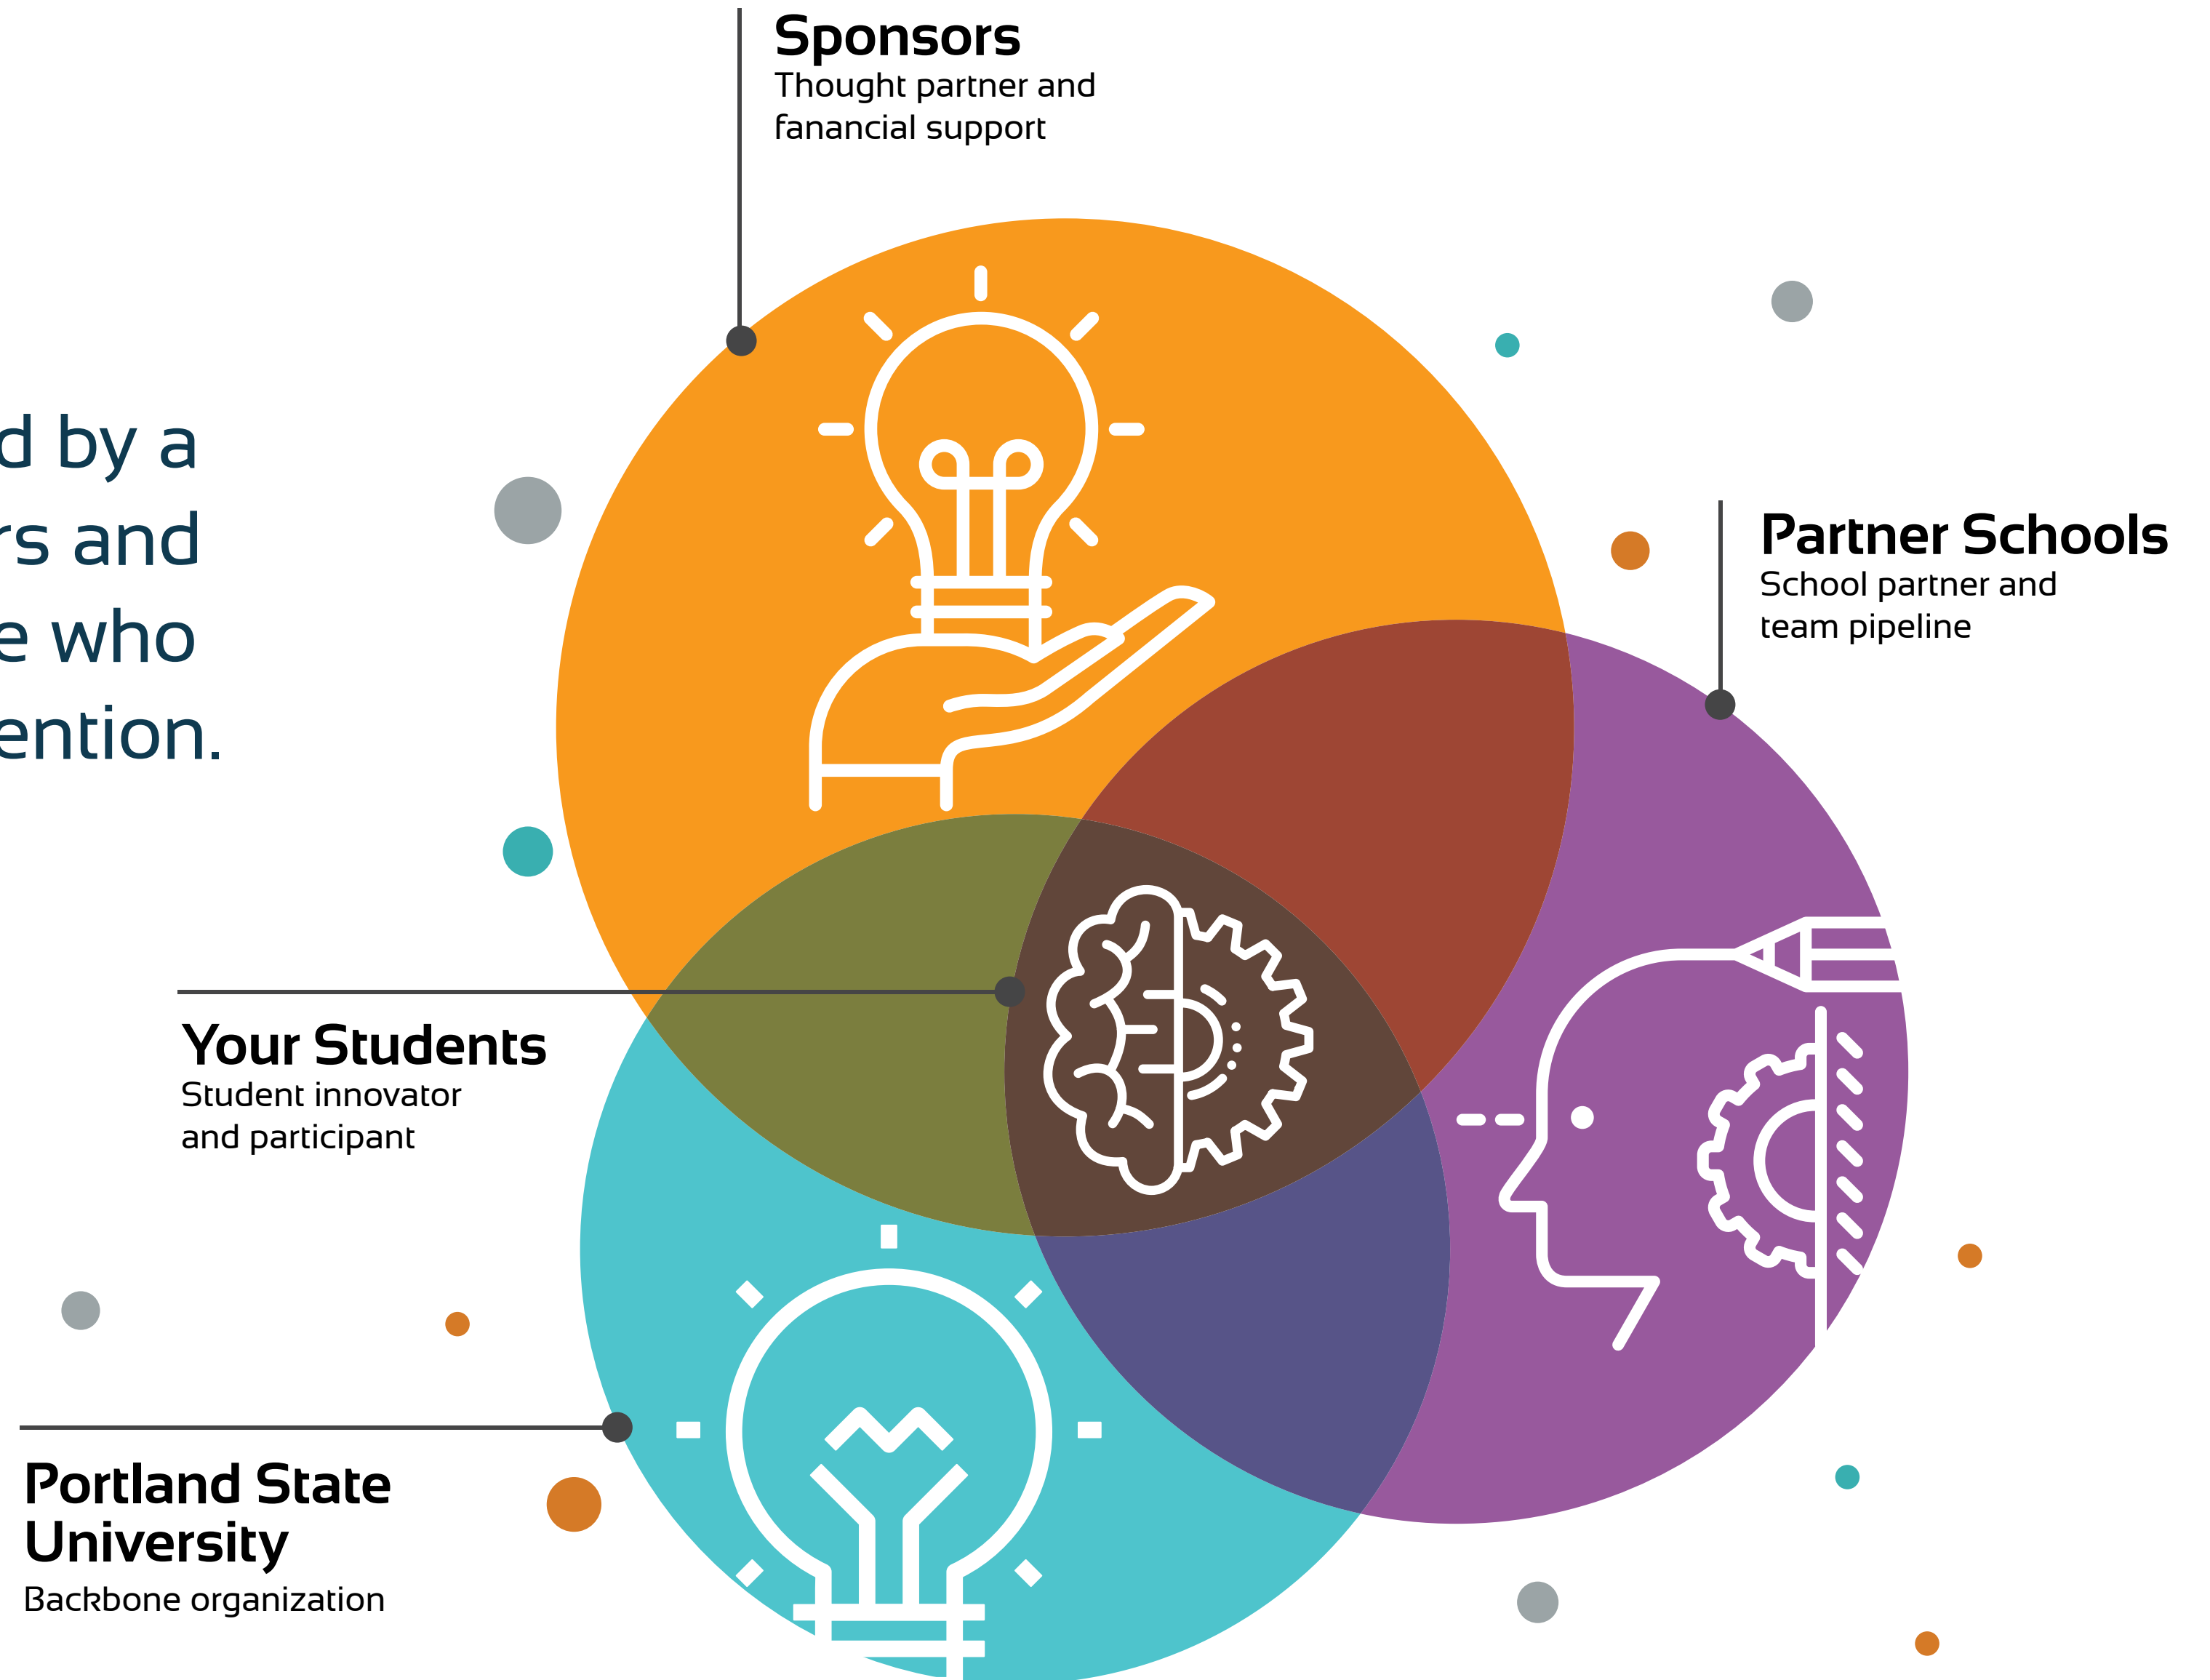 Sponsors
Thought partner and
fanancial support
d by a
rs and
e who
ention.
Partner Schools
School partner and
team pipeline
Your Students
Student innovator
and participant
Portland State
University
Backbone organization